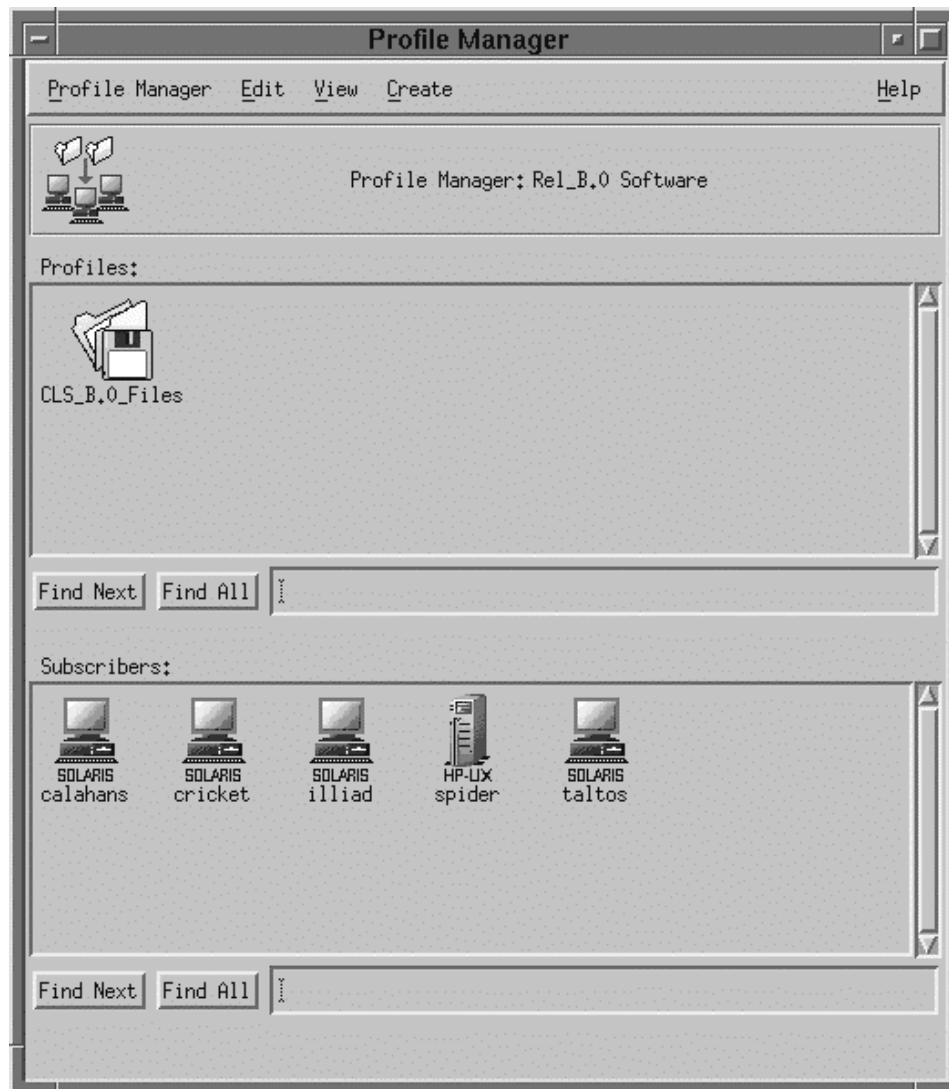 Profile Manager
Profile Manager Edit View Create Help
Profile Manager: Rel_B.0 Software
Profiles:
CLS_B.0_Files
Find Next Find All
Subscribers:
SOLARIS SOLARIS SOLARIS HP-UX SOLARIS
calahans cricket illiad spider taltos
Find Next Find All